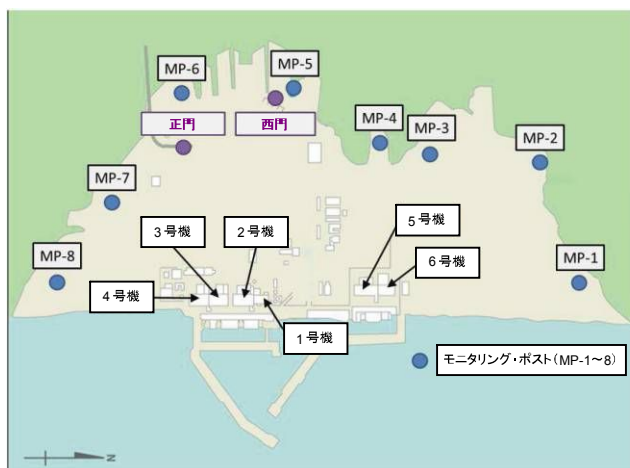 MP-6
MP-5
正門
西門
MP-4
MP-3
MP-2
MP-7
3号機
2号機
5号機
6号機
MP-8
4号機
MP-1
1号機
モニタリング・ポスト(MP-1~8)
N